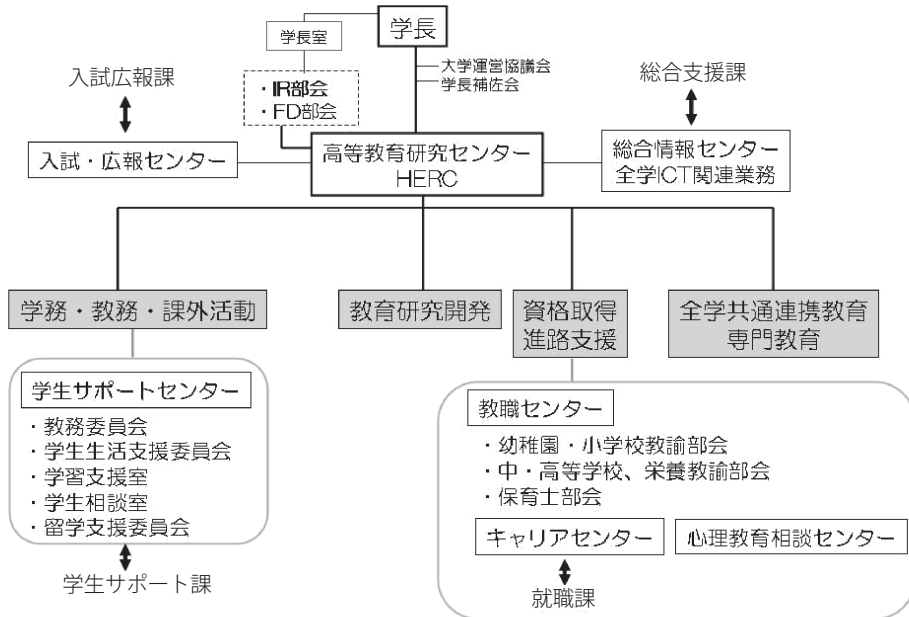 学長
学長室
大学運営協議会
学長補佐会
・IR部会
・FD部会
入試広報課
総合支援課
入試・広報センター
高等教育研究センター
HERC
総合情報センター
全学ICT関連業務
学務・教務・課外活動
教育研究開発
資格取得
進路支援
全学共通連携教育
専門教育
学生サポートセンター
・教務委員会
・学生生活支援委員会
・学習支援室
・学生相談室
・留学支援委員会
学生サポート課
教職センター
・幼稚園・小学校教諭部会
・中・高等学校、栄養教諭部会
・保育士部会
キャリアセンター
心理教育相談センター
就職課